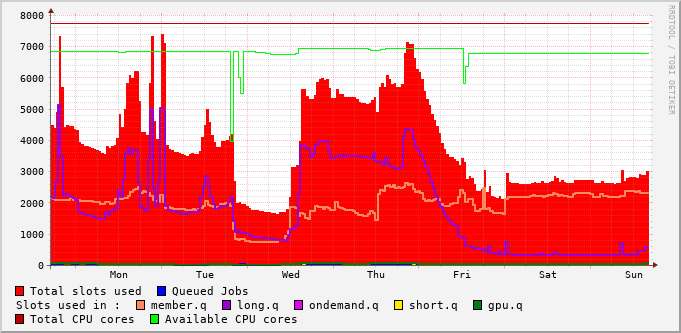 8000
7000
6000
5000
4000
3000
2000
1000
0
Mon Tue Wed Thu Fri Sat Sun
RRDTOOL / TOBI OETIKER
Total slots used Queued Jobs
Slots used in : member.q long.q ondemand.q short.q gpu.q
Total CPU cores Available CPU cores